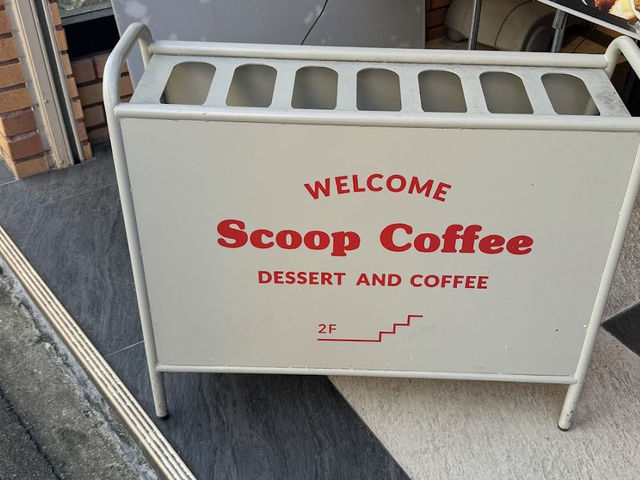 WELCOME
Scoop Coffee
DESSERT AND COFFEE
2F